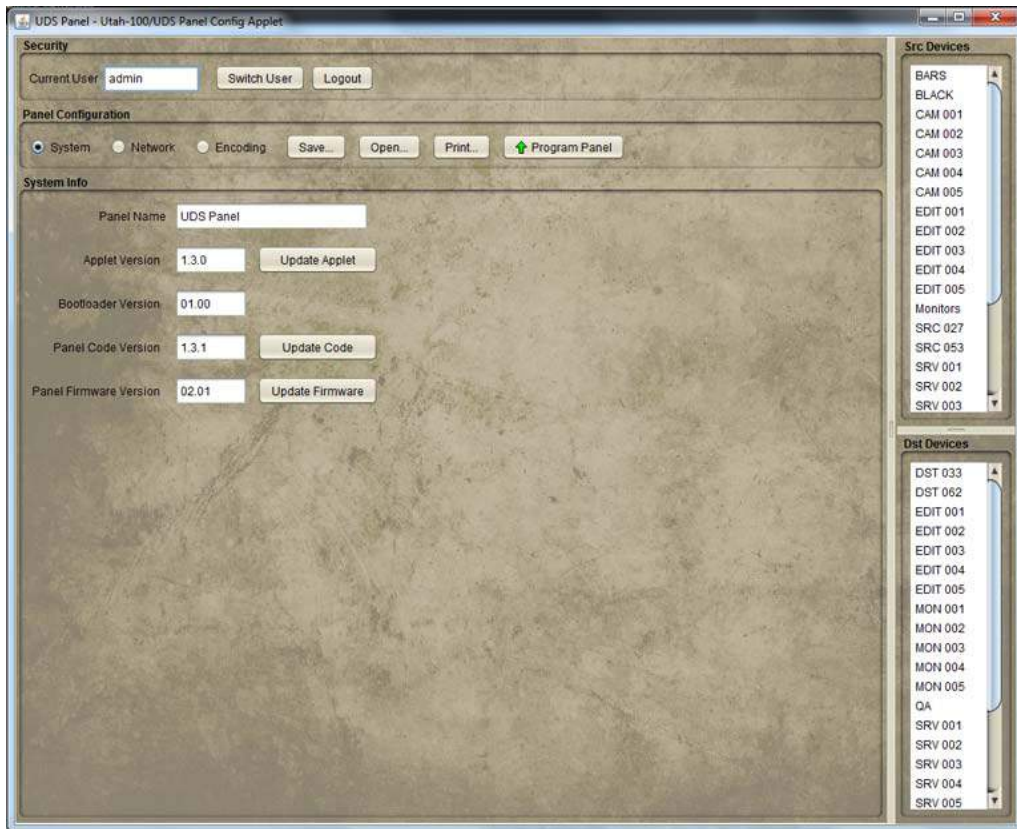 UDS Panel - Utah-100/UDS Panel Config Applet
Security
Current User admin Switch User Logout
Panel Configuration
System Network Encoding Save... Open... Print... Program Panel
System Info
Panel Name UDS Panel
Applet Version 1.3.0 Update Applet
Bootloader Version 01.00
Panel Code Version 1.3.1 Update Code
Panel Firmware Version 02.01 Update Firmware
Src Devices
BARS
BLACK
CAM 001
CAM 002
CAM 003
CAM 004
CAM 005
EDIT 001
EDIT 002
EDIT 003
EDIT 004
EDIT 005
Monitors
SRC 027
SRC 053
SRV 001
SRV 002
SRV 003
Dst Devices
DST 033
DST 062
EDIT 001
EDIT 002
EDIT 003
EDIT 004
EDIT 005
MON 001
MON 002
MON 003
MON 004
MON 005
QA
SRV 001
SRV 002
SRV 003
SRV 004
SRV 005